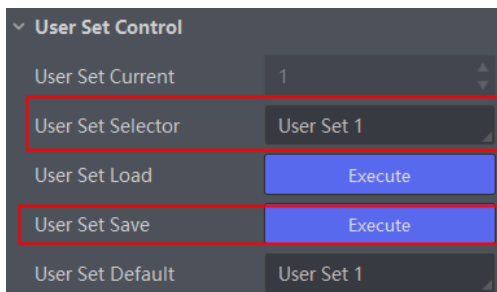 User Set Control
User Set Current 1
User Set Selector User Set 1
User Set Load Execute
User Set Save Execute
User Set Default User Set 1